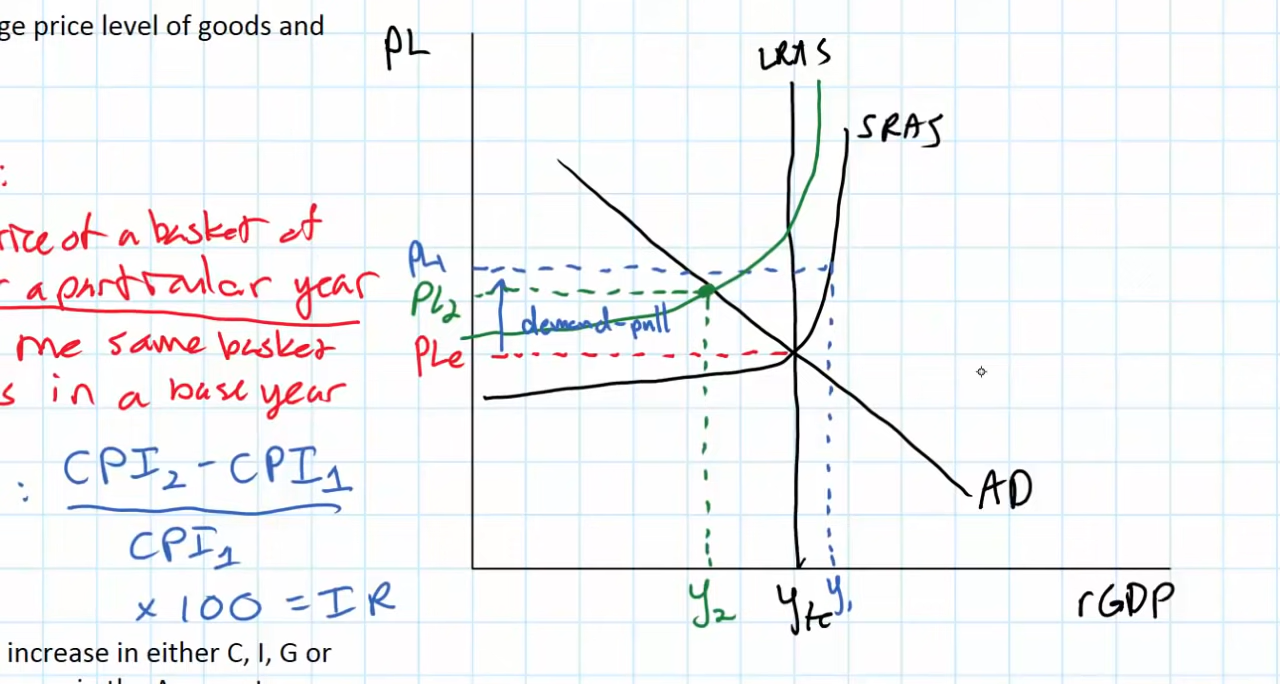 ge price level of goods and
:
rice of a basket of
r a particular year
me same basket
s in a base year
: CPI₂ - CPI₁
CPI₁
× 100 = IR
increase in either C, I, G or
PL
LRAS
SRAS
PL₁
PL₂
demand-pull
PLe
AD
y₂
y₁
rGDP